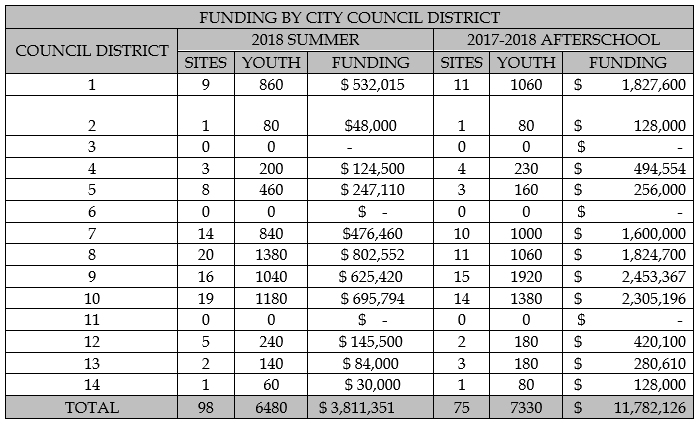 FUNDING BY CITY COUNCIL DISTRICT
COUNCIL DISTRICT 2018 SUMMER 2017-2018 AFTERSCHOOL
SITES YOUTH FUNDING SITES YOUTH FUNDING
1 9 860 $ 532,015 11 1060 $ 1,827,600
2 1 80 $48,000 1 80 $ 128,000
3 0 0 - 0 0 $ -
4 3 200 $ 124,500 4 230 $ 494,554
5 8 460 $ 247,110 3 160 $ 256,000
6 0 0 $ - 0 0 $ -
7 14 840 $476,460 10 1000 $ 1,600,000
8 20 1380 $ 802,552 11 1060 $ 1,824,700
9 16 1040 $ 625,420 15 1920 $ 2,453,367
10 19 1180 $ 695,794 14 1380 $ 2,305,196
11 0 0 $ - 0 0 $ -
12 5 240 $ 145,500 2 180 $ 420,100
13 2 140 $ 84,000 3 180 $ 280,610
14 1 60 $ 30,000 1 80 $ 128,000
TOTAL 98 6480 $ 3,811,351 75 7330 $ 11,782,126